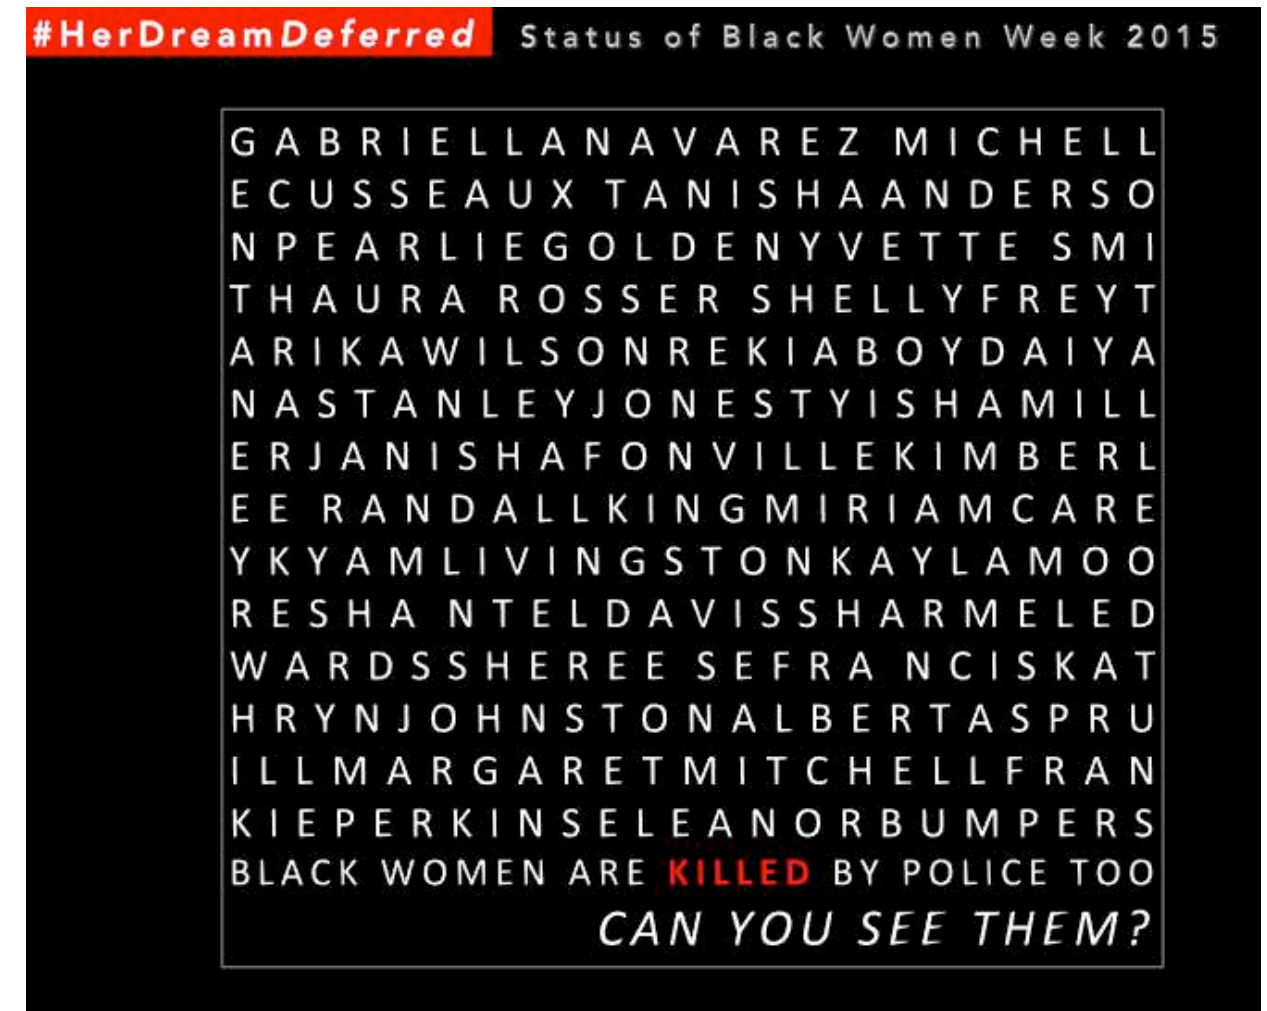 #HerDreamDeferred Status of Black Women Week 2015
GABRIELLANAVAREZ MICHELL
ECUSSEAUX TANISHAANDERSO
NPEARLIEGOLDENYVETTE SMI
THAURA ROSSER SHELLYFREYT
ARIKAWILSONREKIABOYDAIYA
NASTANLEYJONESTYISHAMILL
ERJANISHAFONVILLEKIMBERL
EE RANDALLKINGMIRIAMCARE
YKYAMLIVINGSTONKAYLAMOO
RESHA NTELDAVISSHARMELED
WARDSSHEREE SEFRA NCISKAT
HRYNJOHNSTONALBERTASPRU
ILLMARGARETMITCHELLFRAN
KIEPERKINSELEANORBUMPERS
BLACK WOMEN ARE KILLED BY POLICE TOO
CAN YOU SEE THEM?